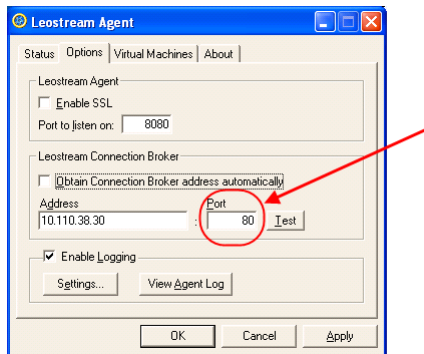 Leostream Agent
Status Options Virtual Machines About
Leostream Agent
Enable SSL
Port to listen on: 8080
Leostream Connection Broker
Obtain Connection Broker address automatically
Address Port
10.110.38.30 : 80 Test
Enable Logging
Settings... View Agent Log
OK Cancel Apply